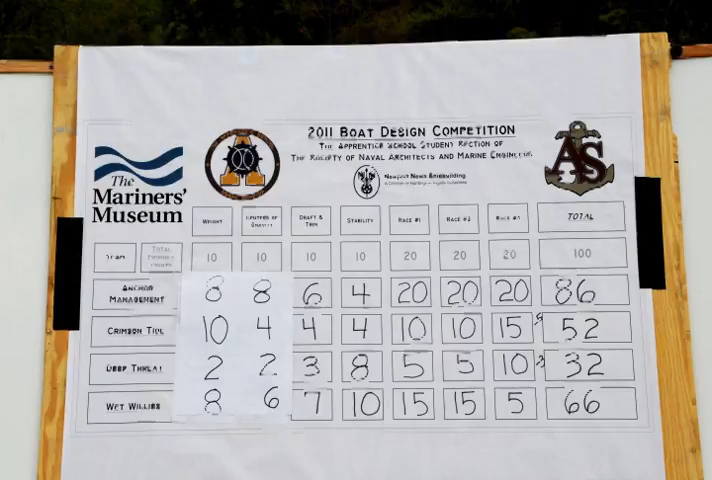 2011 BOAT DESIGN COMPETITION
THE APPRENTICE SCHOOL STUDENT SECTION OF
THE SOCIETY OF NAVAL ARCHITECTS AND MARINE ENGINEERS
Newport News Shipbuilding
The
Mariners'
Museum
AS
WEIGHT CENTER OF GRAVITY DRAFT & TRIM STABILITY RACE #1 RACE #2 RACE #3 TOTAL
TEAM TOTAL POSSIBLE POINTS 10 10 10 10 20 20 20 100
ANCHOR MANAGEMENT 8 8 6 4 20 20 20 86
CRIMSON TIDE 10 4 4 4 10 10 15 52
DEEP THREAT 2 2 3 8 5 5 10 32
WET WILLIES 8 6 7 10 15 15 5 66